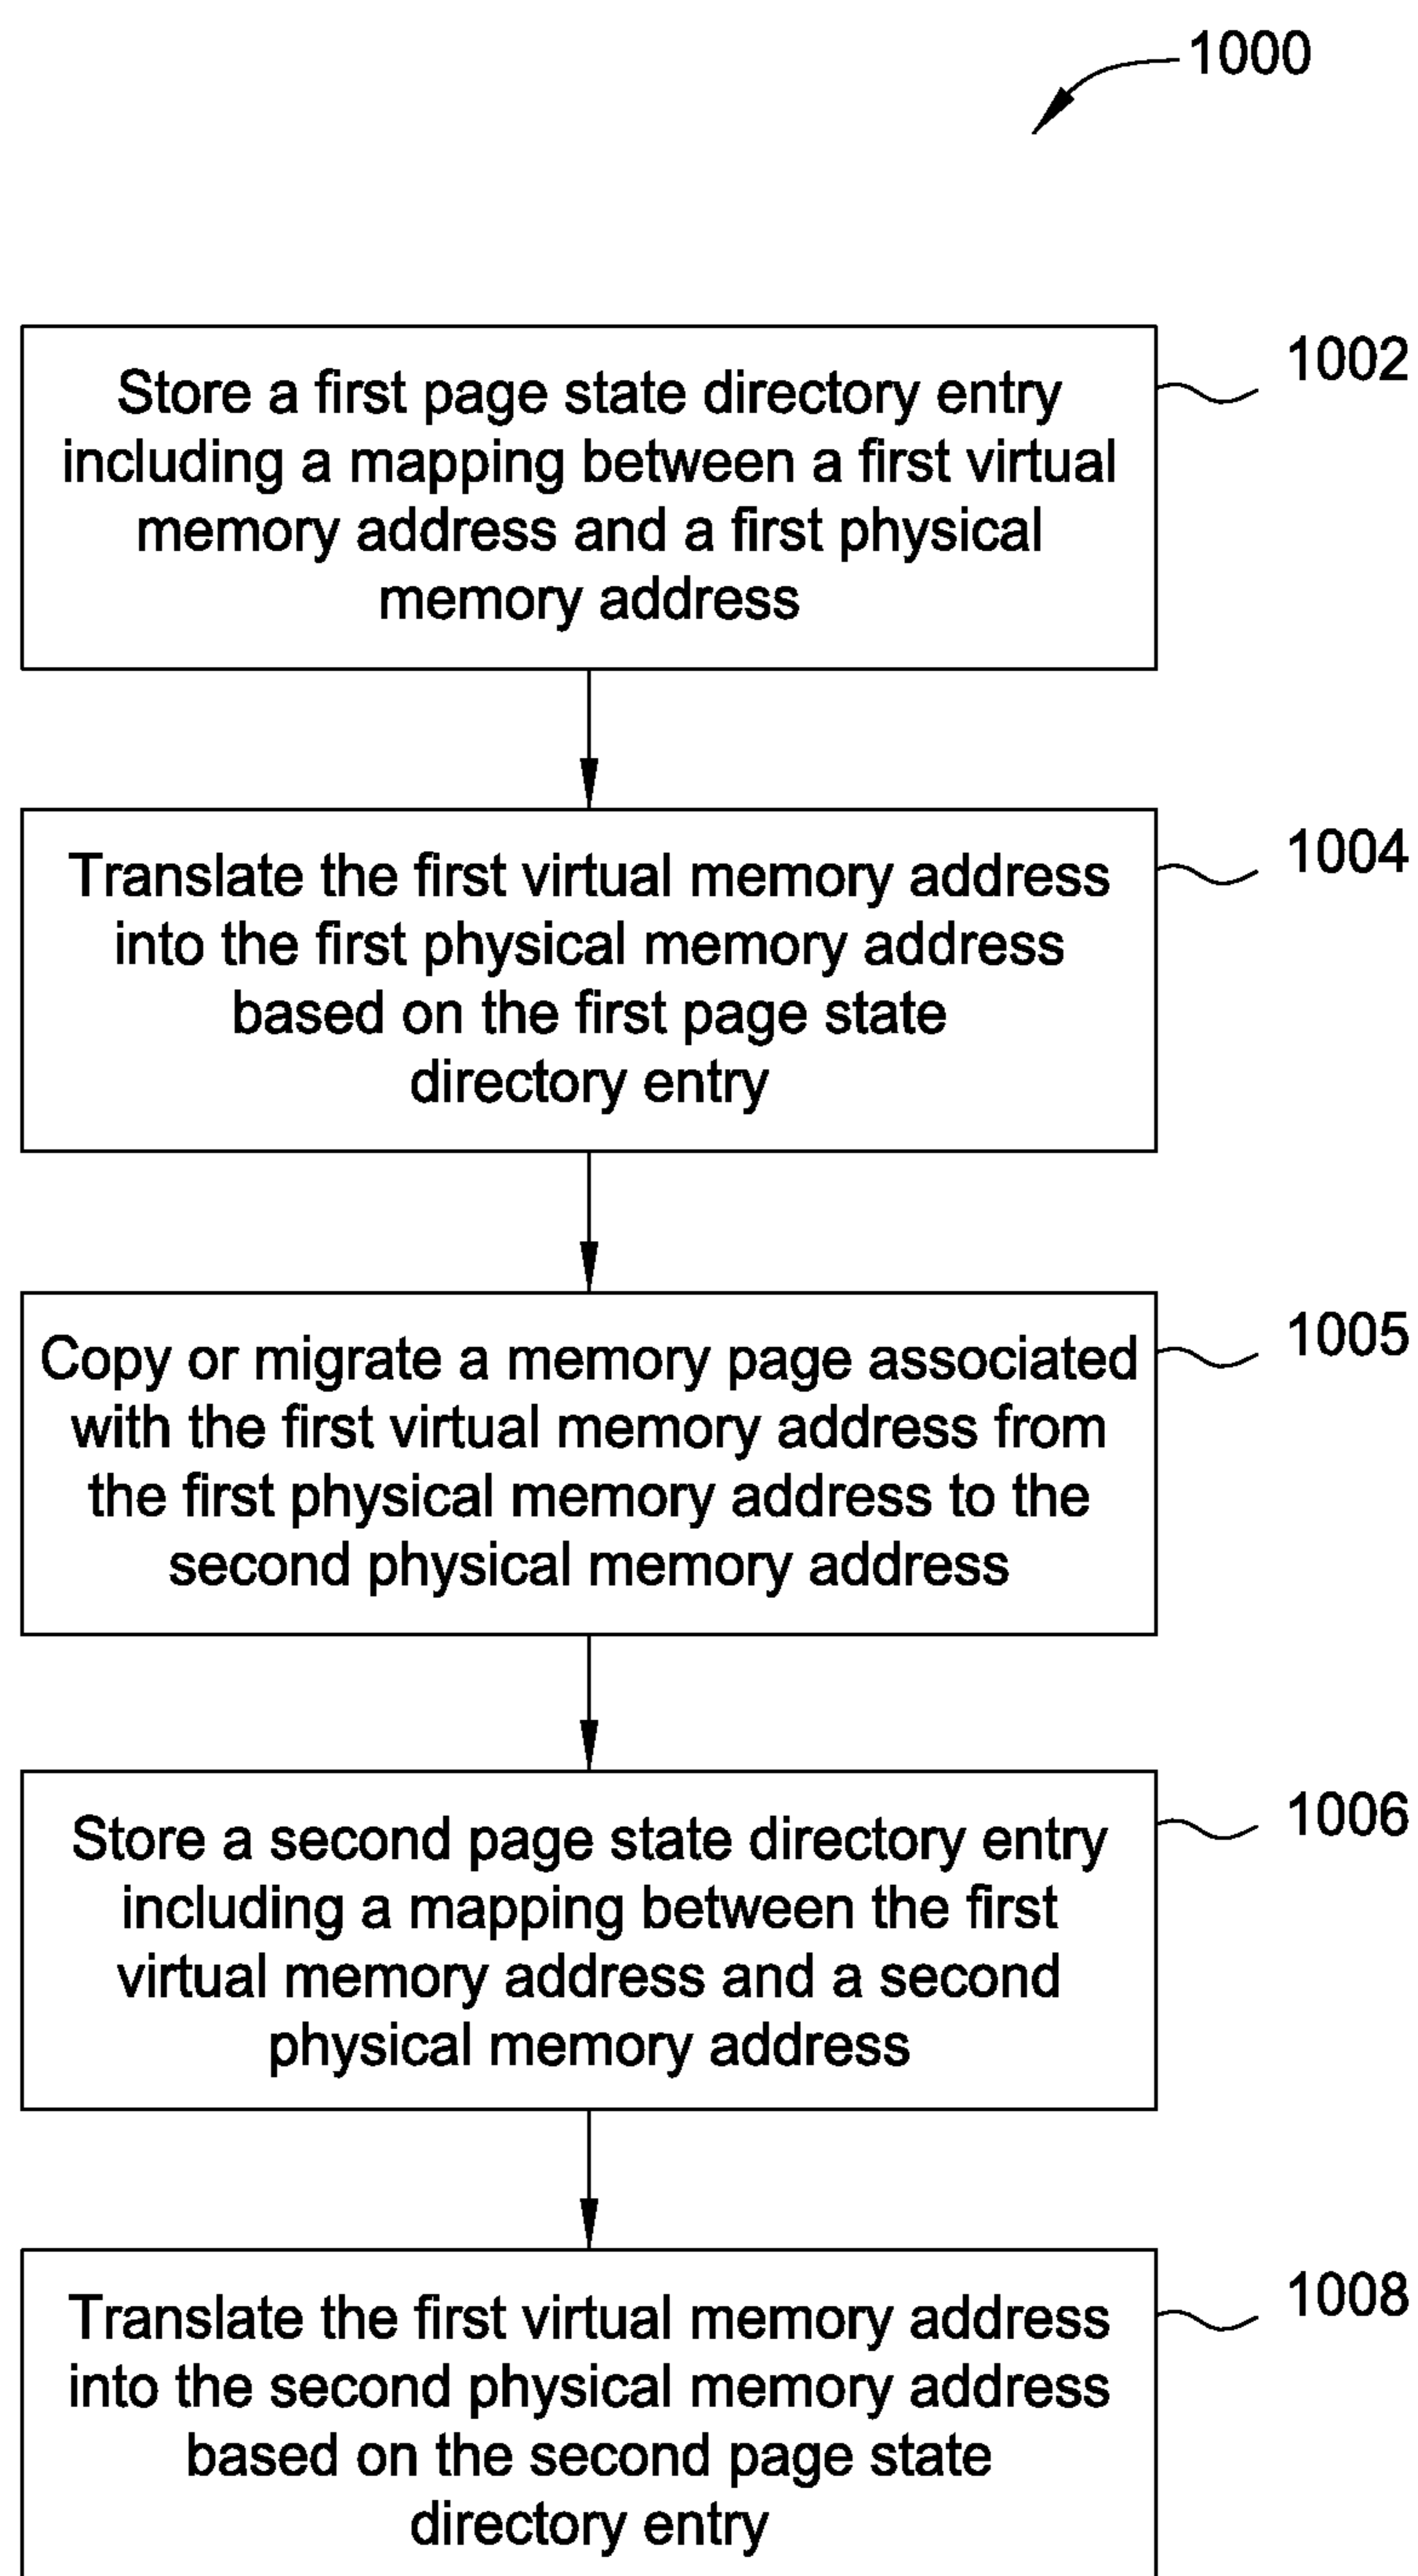 1000
Store a first page state directory entry
including a mapping between a first virtual
memory address and a first physical
memory address
1002
Translate the first virtual memory address
into the first physical memory address
based on the first page state
directory entry
1004
Copy or migrate a memory page associated
with the first virtual memory address from
the first physical memory address to the
second physical memory address
1005
Store a second page state directory entry
including a mapping between the first
virtual memory address and a second
physical memory address
1006
Translate the first virtual memory address
into the second physical memory address
based on the second page state
directory entry
1008